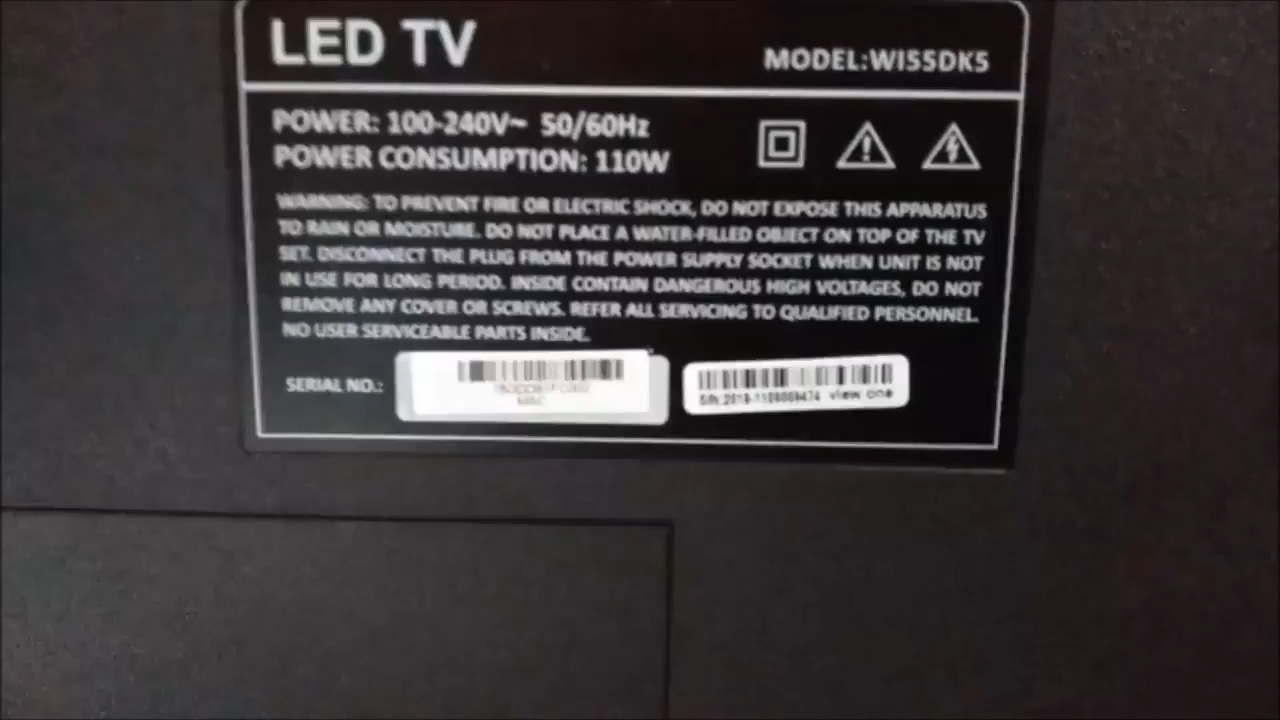 LED TV
MODEL:WI55DK5
POWER: 100-240V~ 50/60Hz
POWER CONSUMPTION: 110W
WARNING: TO PREVENT FIRE OR ELECTRIC SHOCK, DO NOT EXPOSE THIS APPARATUS
TO RAIN OR MOISTURE. DO NOT PLACE A WATER-FILLED OBJECT ON TOP OF THE TV
SET. DISCONNECT THE PLUG FROM THE POWER SUPPLY SOCKET WHEN UNIT IS NOT
IN USE FOR LONG PERIOD. INSIDE CONTAIN DANGEROUS HIGH VOLTAGES, DO NOT
REMOVE ANY COVER OR SCREWS. REFER ALL SERVICING TO QUALIFIED PERSONNEL.
NO USER SERVICEABLE PARTS INSIDE.
SERIAL NO.:
view one